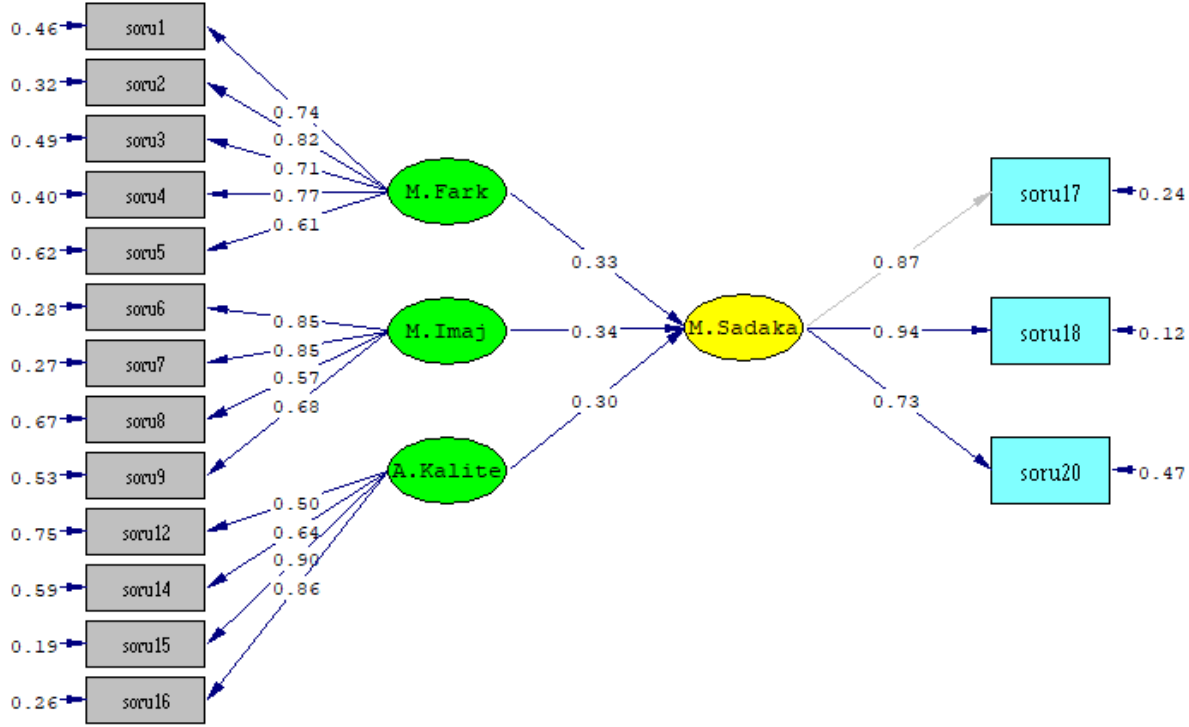 0.46 soru1
0.32 soru2
0.49 soru3
0.40 soru4
0.62 soru5
0.28 soru6
0.27 soru7
0.67 soru8
0.53 soru9
0.75 soru12
0.59 soru14
0.19 soru15
0.26 soru16
0.74
0.82
0.71
0.77
0.61
0.85
0.85
0.57
0.68
0.50
0.64
0.90
0.86
M.Fark
M.Imaj
A.Kalite
0.33
0.34
0.30
M.Sadaka
0.87
0.94
0.73
soru17 0.24
soru18 0.12
soru20 0.47